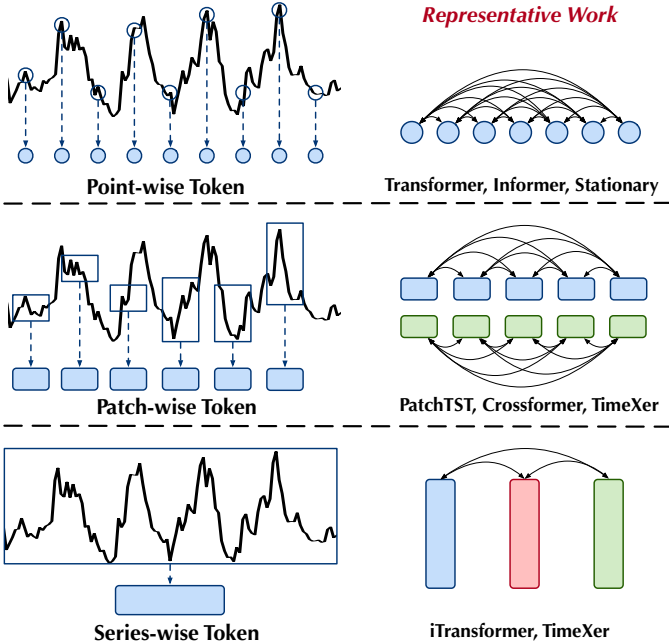 Representative Work
Point-wise Token
Transformer, Informer, Stationary
Patch-wise Token
PatchTST, Crossformer, TimeXer
Series-wise Token
iTransformer, TimeXer